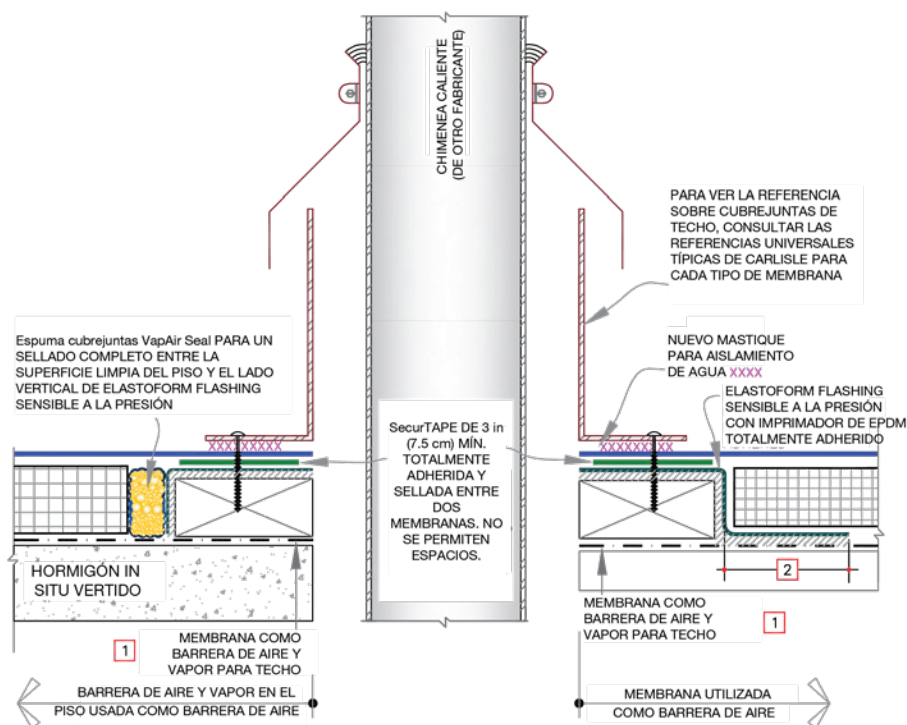 CHIMENEA CALIENTE
(DE OTRO FABRICANTE)
PARA VER LA REFERENCIA
SOBRE CUBREJUNTAS DE
TECHO, CONSULTAR LAS
REFERENCIAS UNIVERSALES
TÍPICAS DE CARLISLE PARA
CADA TIPO DE MEMBRANA
Espuma cubrejuntas VapAir Seal PARA UN
SELLADO COMPLETO ENTRE LA
SUPERFICIE LIMPIA DEL PISO Y EL LADO
VERTICAL DE ELASTOFORM FLASHING
SENSIBLE A LA PRESIÓN
NUEVO MASTIQUE
PARA AISLAMIENTO
DE AGUA XXXX
ELASTOFORM FLASHING
SENSIBLE A LA PRESIÓN
CON IMPRIMADOR DE EPDM
TOTALMENTE ADHERIDO
SecurTAPE DE 3 in
(7.5 cm) MÍN.
TOTALMENTE
ADHERIDA Y
SELLADA ENTRE
DOS
MEMBRANAS. NO
SE PERMITEN
ESPACIOS.
HORMIGÓN IN
SITU VERTIDO
2
1
MEMBRANA COMO
BARRERA DE AIRE Y
VAPOR PARA TECHO
MEMBRANA COMO
BARRERA DE AIRE Y
VAPOR PARA TECHO
1
BARRERA DE AIRE Y VAPOR EN EL
PISO USADA COMO BARRERA DE AIRE
MEMBRANA UTILIZADA
COMO BARRERA DE AIRE